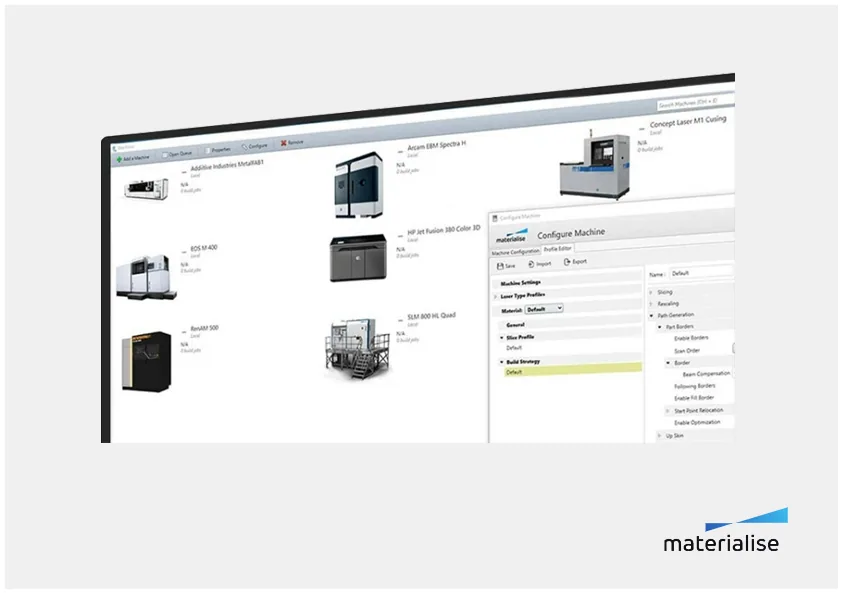 Machines
Search Machines (Ctrl + E)
Add a Machine
Open Queue
Properties
Configure
Remove
Additive Industries MetalFAB1
Local
N/A
0 build jobs
Arcam EBM Spectra H
Local
N/A
0 build jobs
Concept Laser M1 Cusing
Local
N/A
0 build jobs
EOS M 400
Local
N/A
0 build jobs
HP Jet Fusion 380 Color 3D
Local
N/A
0 build jobs
RenAM 500
Local
N/A
0 build jobs
SLM 800 HL Quad
Local
N/A
0 build jobs
Configure Machine
materialise
Configure Machine
Machine Configuration
Profile Editor
Save
Import
Export
Machine Settings
Laser Type Profiles
Material: Default
General
Slice Profile
Default
Build Strategy
Default
Name : Default
Slicing
Rescaling
Path Generation
Part Borders
Enable Borders
Scan Order
Border
Beam Compensation
Following Borders
Enable Fill Border
Start Point Relocation
Enable Optimization
Up Skin
materialise